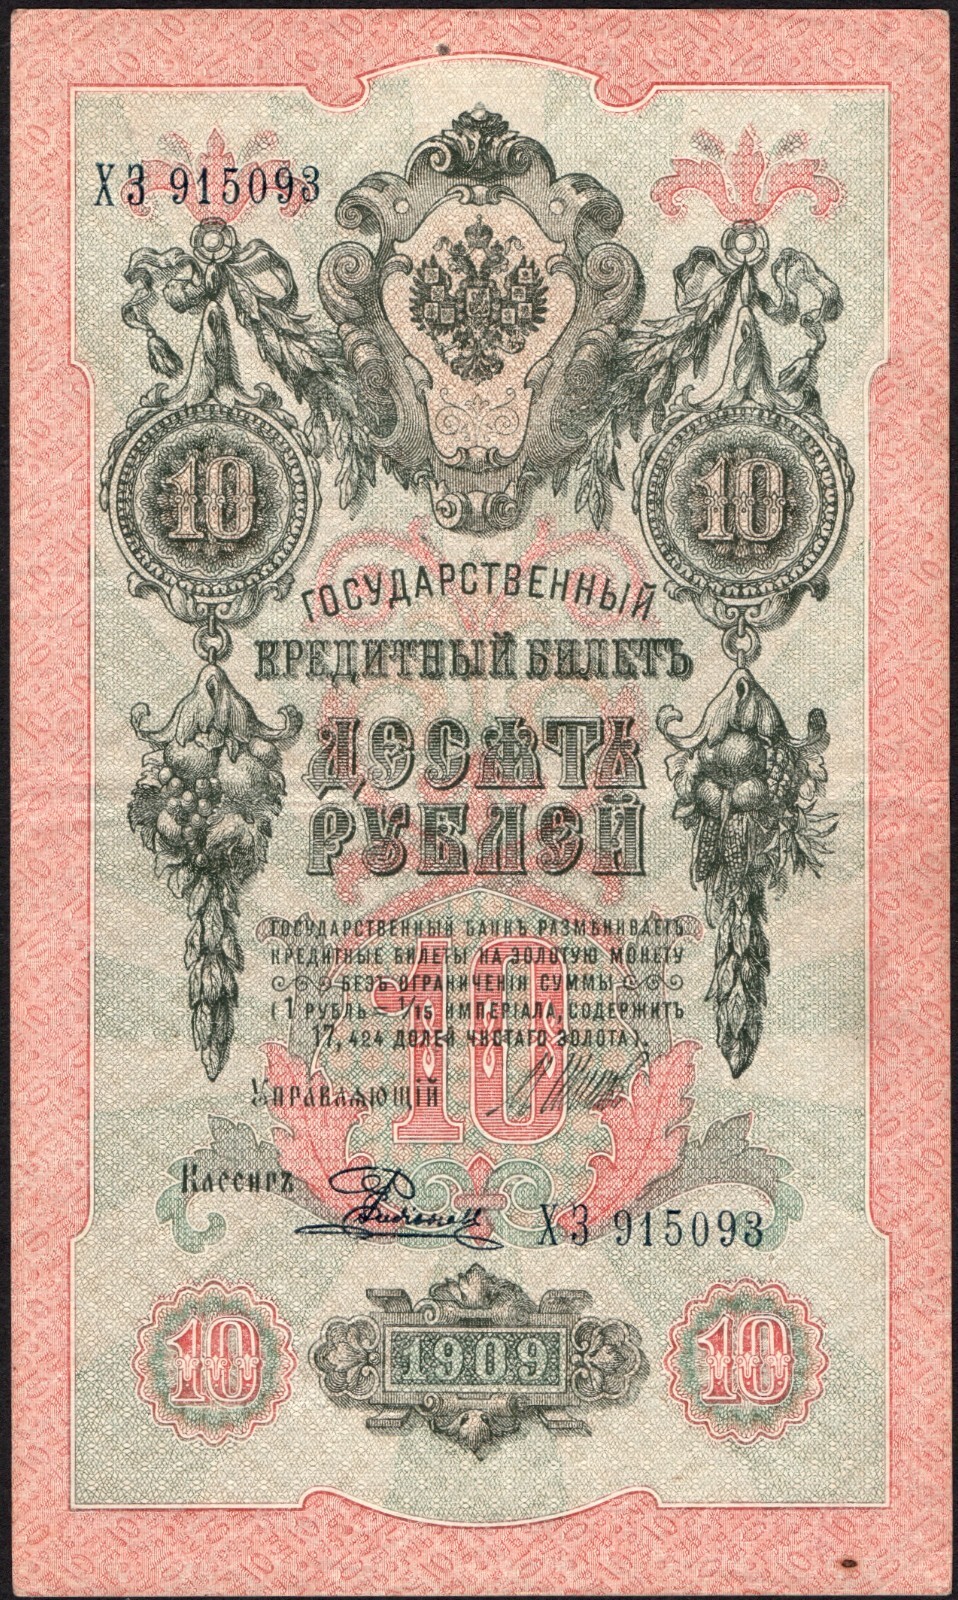 ХЗ 915093
10 10
ГОСУДАРСТВЕННЫЙ
КРЕДИТНЫЙ БИЛЕТЪ
ДЕСЯТЬ
РУБЛЕЙ
10
ГОСУДАРСТВЕННЫЙ БАНКЪ РАЗМѢНИВАЕТЪ
КРЕДИТНЫЕ БИЛЕТЫ НА ЗОЛОТУЮ МОНЕТУ
БЕЗЪ ОГРАНИЧЕНІЯ СУММЫ
(1 РУБЛЬ = 1/15 ИМПЕРІАЛА, СОДЕРЖИТЪ
17,424 ДОЛЕЙ ЧИСТАГО ЗОЛОТА).
Управляющій
Кассиръ
ХЗ 915093
10 1909 10